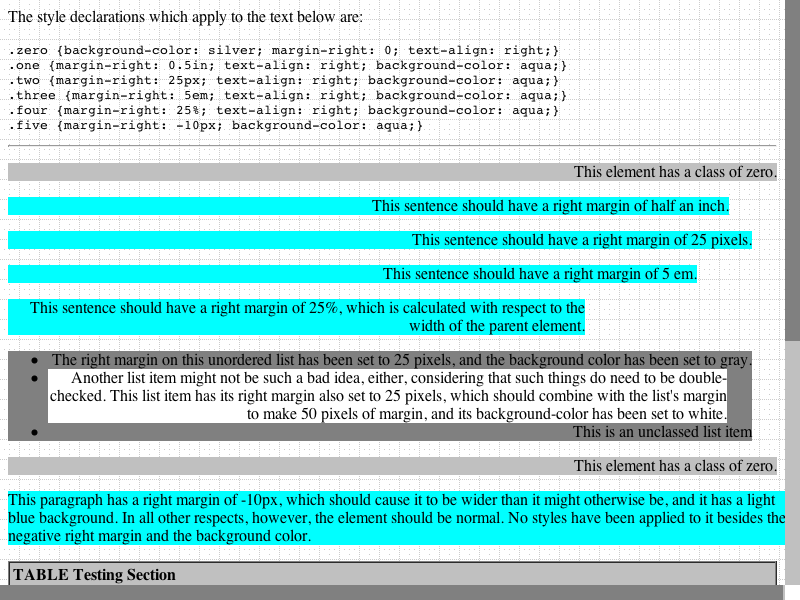 The style declarations which apply to the text below are:
.zero {background-color: silver; margin-right: 0; text-align: right;}
.one {margin-right: 0.5in; text-align: right; background-color: aqua;}
.two {margin-right: 25px; text-align: right; background-color: aqua;}
.three {margin-right: 5em; text-align: right; background-color: aqua;}
.four {margin-right: 25%; text-align: right; background-color: aqua;}
.five {margin-right: -10px; background-color: aqua;}
This element has a class of zero.
This sentence should have a right margin of half an inch.
This sentence should have a right margin of 25 pixels.
This sentence should have a right margin of 5 em.
This sentence should have a right margin of 25%, which is calculated with respect to the
width of the parent element.
• The right margin on this unordered list has been set to 25 pixels, and the background color has been set to gray.
• Another list item might not be such a bad idea, either, considering that such things do need to be double-
checked. This list item has its right margin also set to 25 pixels, which should combine with the list's margin
to make 50 pixels of margin, and its background-color has been set to white.
• This is an unclassed list item
This element has a class of zero.
This paragraph has a right margin of -10px, which should cause it to be wider than it might otherwise be, and it has a light
blue background. In all other respects, however, the element should be normal. No styles have been applied to it besides the
negative right margin and the background color.
TABLE Testing Section